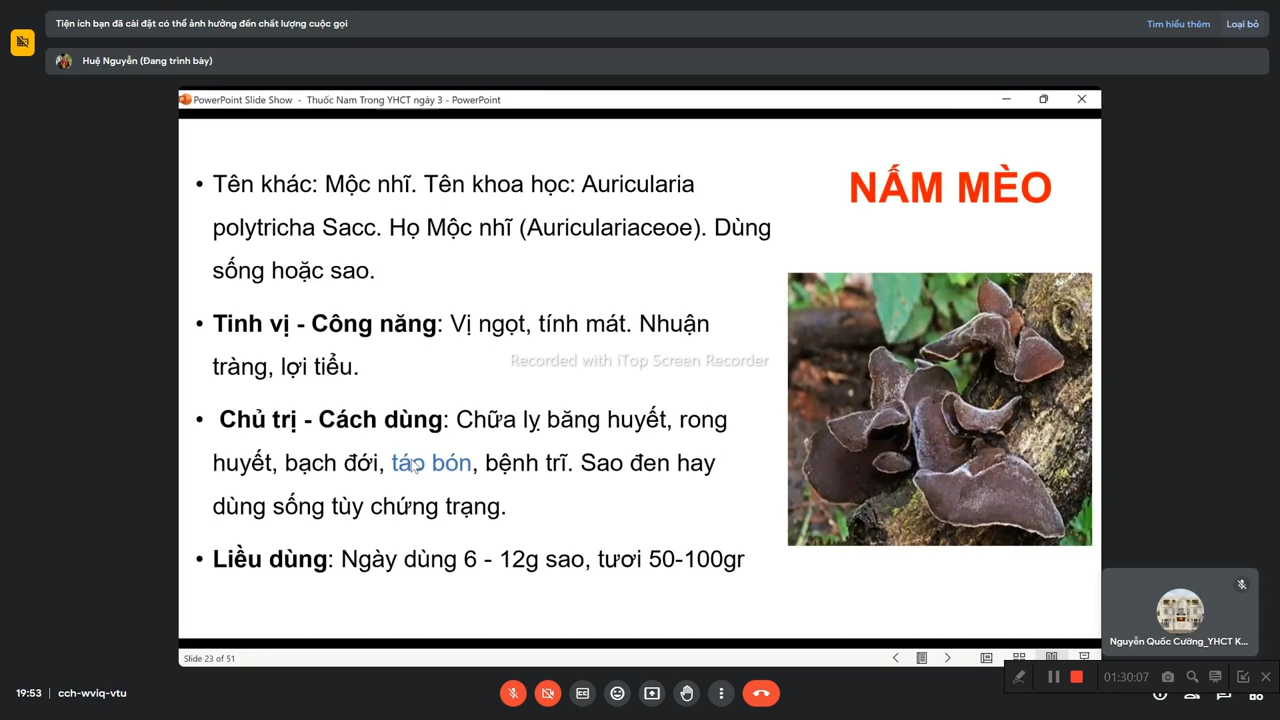 Tiện ích bạn đã cài đặt có thể ảnh hưởng đến chất lượng cuộc gọi
Tìm hiểu thêm
Loại bỏ
Huệ Nguyễn (Đang trình bày)
PowerPoint Slide Show - Thuốc Nam Trong YHCT ngày 3 - PowerPoint
NẤM MÈO
• Tên khác: Mộc nhĩ. Tên khoa học: Auricularia
polytricha Sacc. Họ Mộc nhĩ (Auriculariaceoe). Dùng
sống hoặc sao.
• Tinh vị - Công năng: Vị ngọt, tính mát. Nhuận
tràng, lợi tiểu.
Recorded with iTop Screen Recorder
• Chủ trị - Cách dùng: Chữa lỵ băng huyết, rong
huyết, bạch đới, táo bón, bệnh trĩ. Sao đen hay
dùng sống tùy chứng trạng.
• Liều dùng: Ngày dùng 6 - 12g sao, tươi 50-100gr
Nguyễn Quốc Cường_YHCT K...
Slide 23 of 51
19:53
cch-wviq-vtu
01:30:07